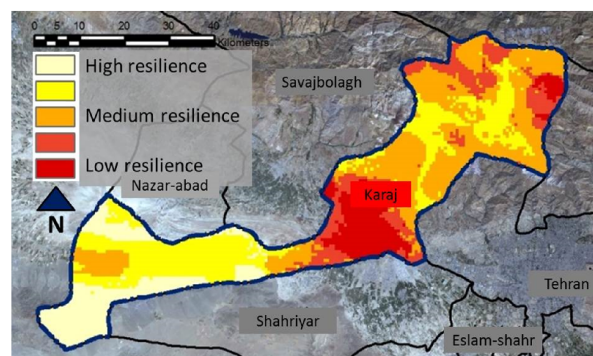 0 5 10 20 30 40
Kilometers
High resilience
Medium resilience
Low resilience
Savajbolagh
Nazar-abad
N
Karaj
Tehran
Shahriyar
Eslam-shahr